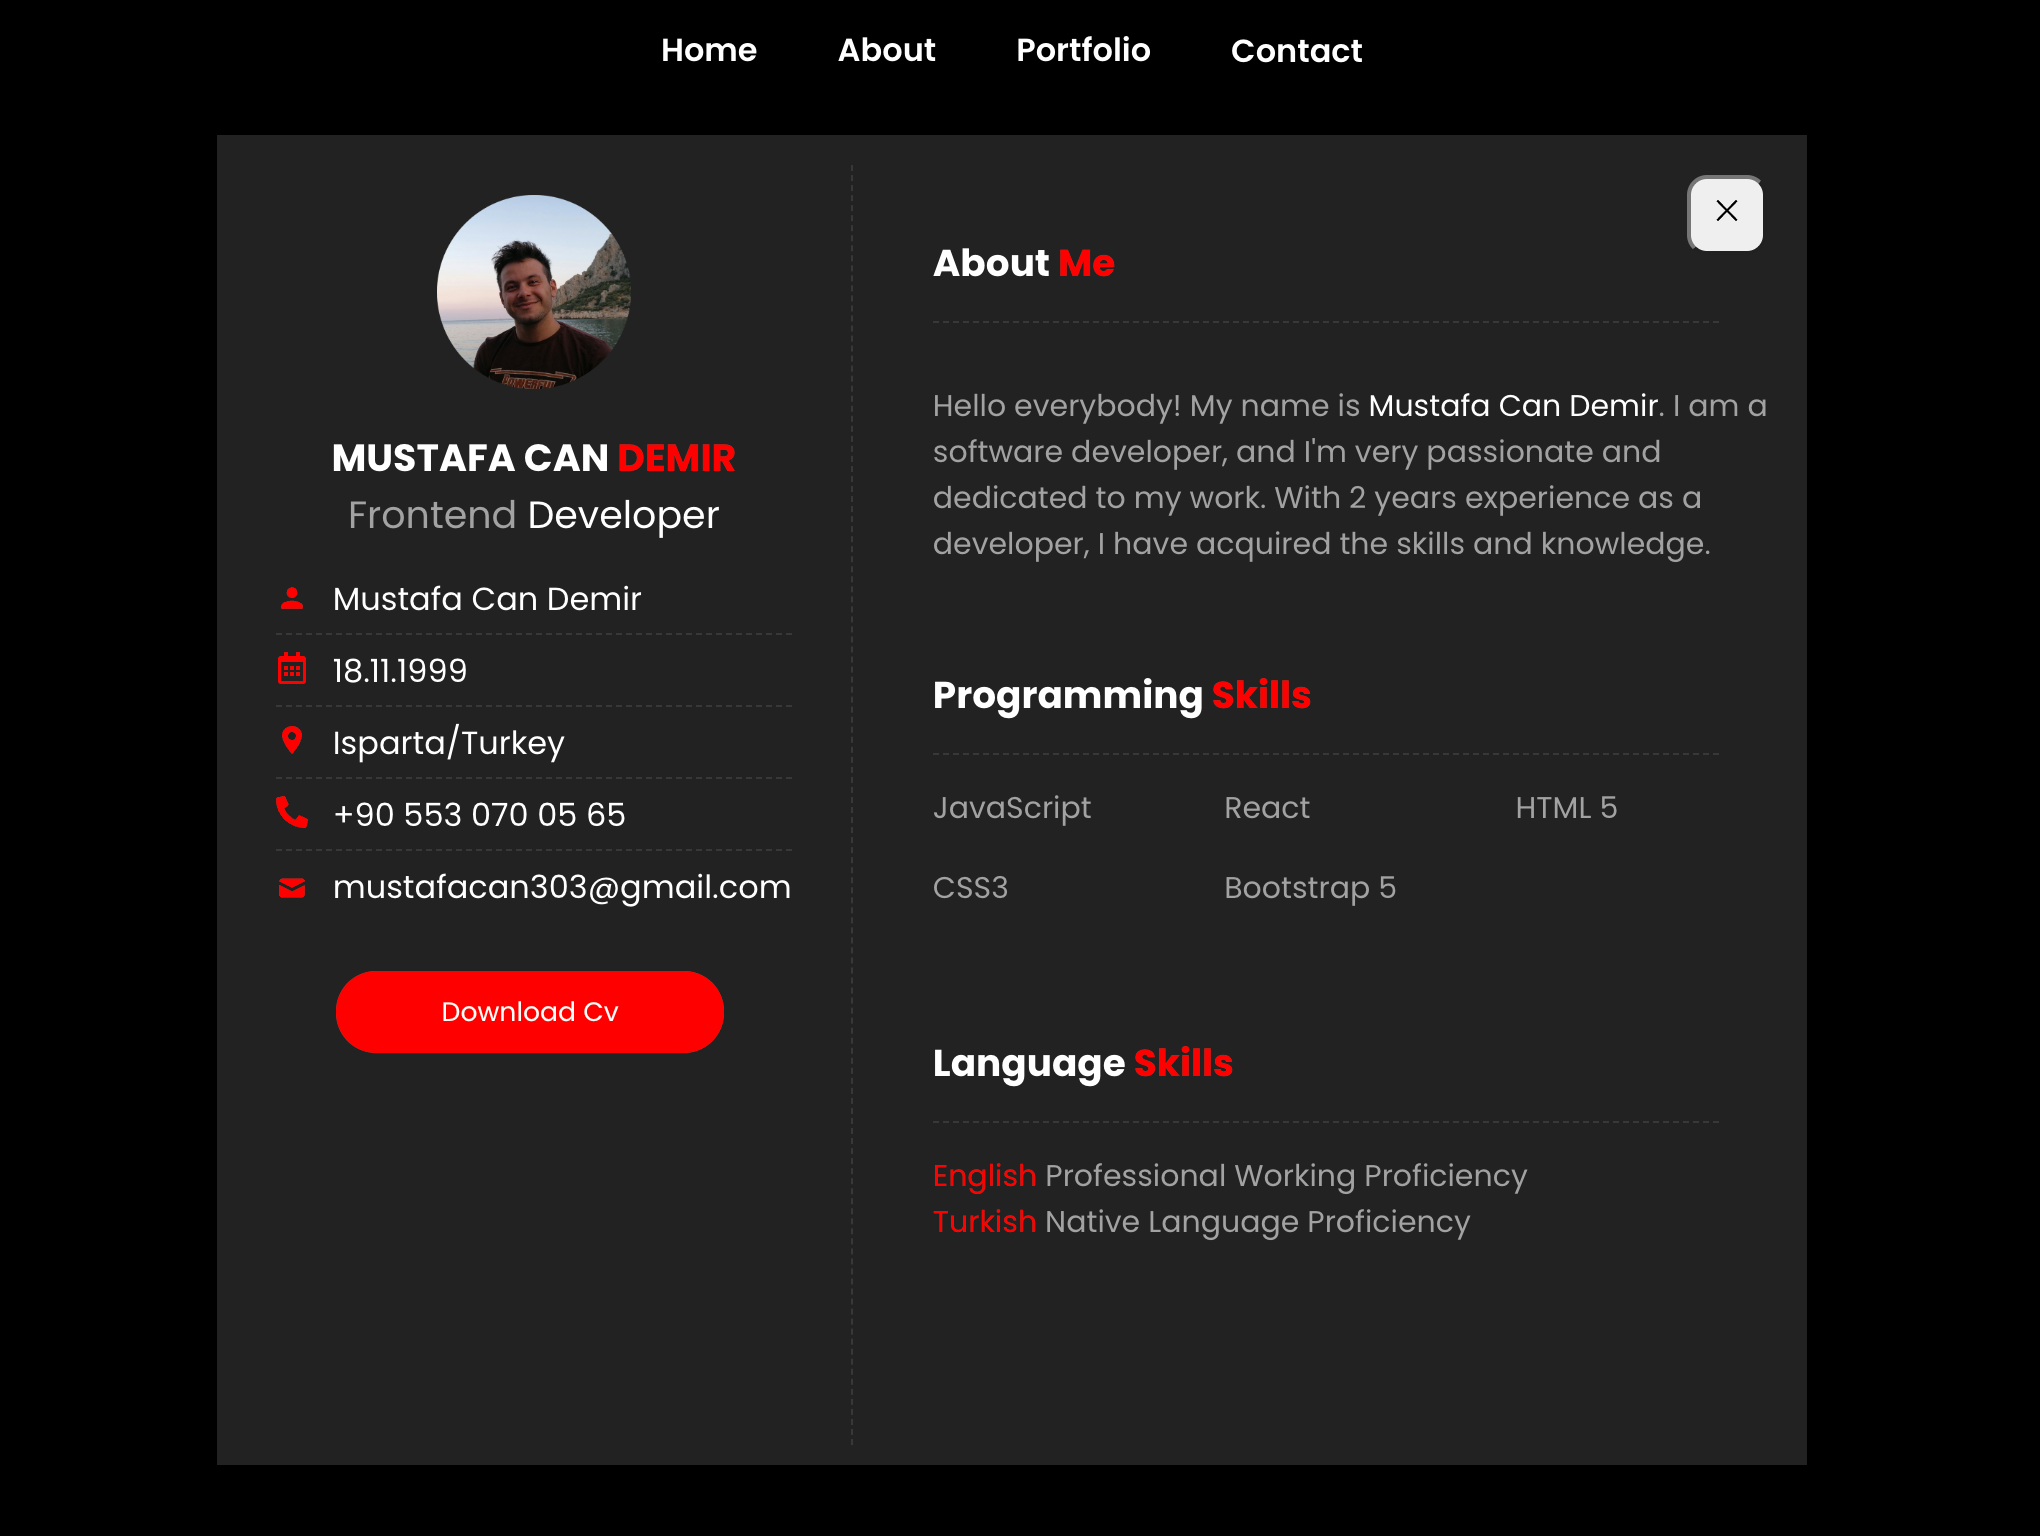 Home About Portfolio Contact
POWERFUL
MUSTAFA CAN DEMIR
Frontend Developer
Mustafa Can Demir
18.11.1999
Isparta/Turkey
+90 553 070 05 65
mustafacan303@gmail.com
Download Cv
About Me
Hello everybody! My name is Mustafa Can Demir. I am a
software developer, and I'm very passionate and
dedicated to my work. With 2 years experience as a
developer, I have acquired the skills and knowledge.
Programming Skills
JavaScript React HTML 5
CSS3 Bootstrap 5
Language Skills
English Professional Working Proficiency
Turkish Native Language Proficiency